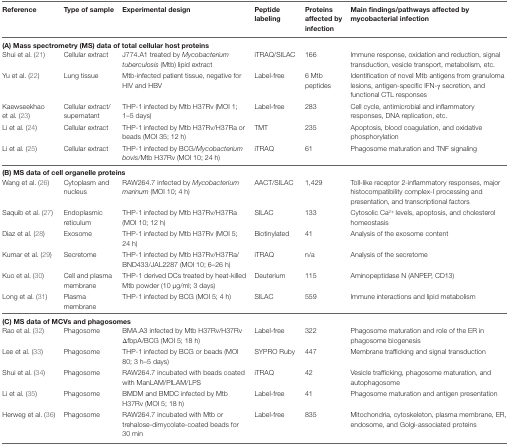 Reference Type of sample Experimental design Peptide labeling Proteins affected by infection Main findings/pathways affected by mycobacterial infection
(A) Mass spectrometry (MS) data of total cellular host proteins
Shui et al. (21) Cellular extract J774.A1 treated by Mycobacterium tuberculosis (Mtb) lipid extract iTRAQ/SILAC 166 Immune response, oxidation and reduction, signal transduction, vesicle transport, metabolism, etc.
Yu et al. (22) Lung tissue Mtb-infected patient tissue, negative for HIV and HBV Label-free 6 Mtb peptides Identification of novel Mtb antigens from granuloma lesions, antigen-specific IFN-γ secretion, and functional CTL responses
Kaewseekhao et al. (23) Cellular extract/supernatant THP-1 infected by Mtb H37Rv (MOI 1; 1–5 days) Label-free 283 Cell cycle, antimicrobial and inflammatory responses, DNA replication, etc.
Li et al. (24) Cellular extract THP-1 infected by Mtb H37Rv/H37Ra or beads (MOI 35; 12 h) TMT 235 Apoptosis, blood coagulation, and oxidative phosphorylation
Li et al. (25) Cellular extract THP-1 infected by BCG/Mycobacterium bovis/Mtb H37Rv (MOI 10; 24 h) iTRAQ 61 Phagosome maturation and TNF signaling
(B) MS data of cell organelle proteins
Wang et al. (26) Cytoplasm and nucleus RAW264.7 infected by Mycobacterium marinum (MOI 10; 4 h) AACT/SILAC 1,429 Toll-like receptor 2-inflammatory responses, major histocompatibility complex-I processing and presentation, and transcriptional factors
Saquib et al. (27) Endoplasmic reticulum THP-1 infected by Mtb H37Rv/H37Ra (MOI 10; 12 h) SILAC 133 Cytosolic Ca²⁺ levels, apoptosis, and cholesterol homeostasis
Diaz et al. (28) Exosome THP-1 infected by Mtb H37Rv (MOI 5; 24 h) Biotinylated 41 Analysis of the exosome content
Kumar et al. (29) Secretome THP-1 infected by Mtb H37Rv/H37Ra/BND433/JAL2287 (MOI 10; 6–26 h) iTRAQ n/a Analysis of the secretome
Kuo et al. (30) Cell and plasma membrane THP-1 derived DCs treated by heat-killed Mtb powder (10 µg/ml; 3 days) Deuterium 115 Aminopeptidase N (ANPEP, CD13)
Long et al. (31) Plasma membrane THP-1 infected by BCG (MOI 5; 4 h) SILAC 559 Immune interactions and lipid metabolism
(C) MS data of MCVs and phagosomes
Rao et al. (32) Phagosome BMA.A3 infected by Mtb H37Rv/H37Rv ΔfbpA/BCG (MOI 5; 18 h) Label-free 322 Phagosome maturation and role of the ER in phagosome biogenesis
Lee et al. (33) Phagosome THP-1 infected by BCG or beads (MOI 80; 3 h–5 days) SYPRO Ruby 447 Membrane trafficking and signal transduction
Shui et al. (34) Phagosome RAW264.7 incubated with beads coated with ManLAM/PILAM/LPS iTRAQ 42 Vesicle trafficking, phagosome maturation, and autophagosome
Li et al. (35) Phagosome BMDM and BMDC infected by Mtb H37Rv (MOI 5; 18 h) Label-free 41 Phagosome maturation and antigen presentation
Herweg et al. (36) Phagosome RAW264.7 incubated with Mtb or trehalose-dimycolate-coated beads for 30 min Label-free 835 Mitochondria, cytoskeleton, plasma membrane, ER, endosome, and Golgi-associated proteins